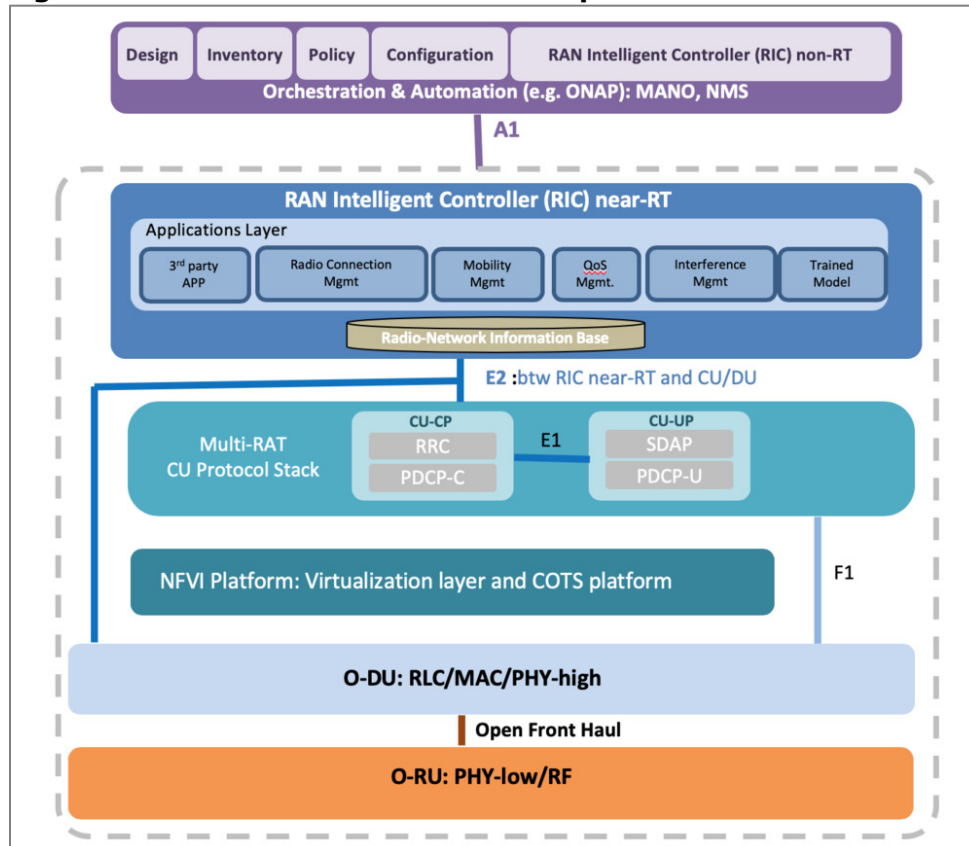 Design
Inventory
Policy
Configuration
RAN Intelligent Controller (RIC) non-RT
Orchestration & Automation (e.g. ONAP): MANO, NMS
A1
RAN Intelligent Controller (RIC) near-RT
Applications Layer
3rd party
APP
Radio Connection
Mgmt
Mobility
Mgmt
QoS
Mgmt.
Interference
Mgmt
Trained
Model
Radio-Network Information Base
E2 :btw RIC near-RT and CU/DU
Multi-RAT
CU Protocol Stack
CU-CP
RRC
PDCP-C
E1
CU-UP
SDAP
PDCP-U
NFVI Platform: Virtualization layer and COTS platform
F1
O-DU: RLC/MAC/PHY-high
Open Front Haul
O-RU: PHY-low/RF